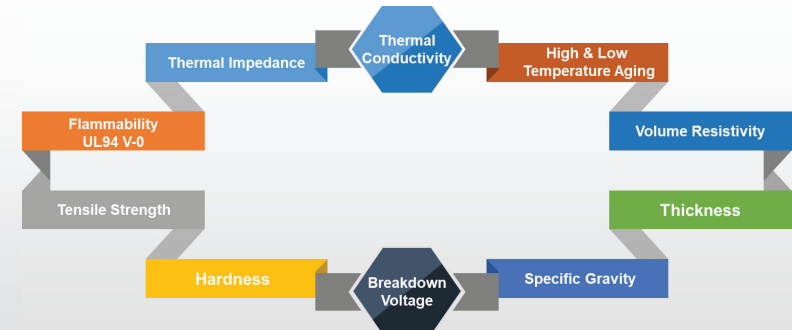 Thermal
Conductivity
Thermal Impedance
High & Low
Temperature Aging
Flammability
UL94 V-0
Volume Resistivity
Tensile Strength
Thickness
Hardness
Breakdown
Voltage
Specific Gravity